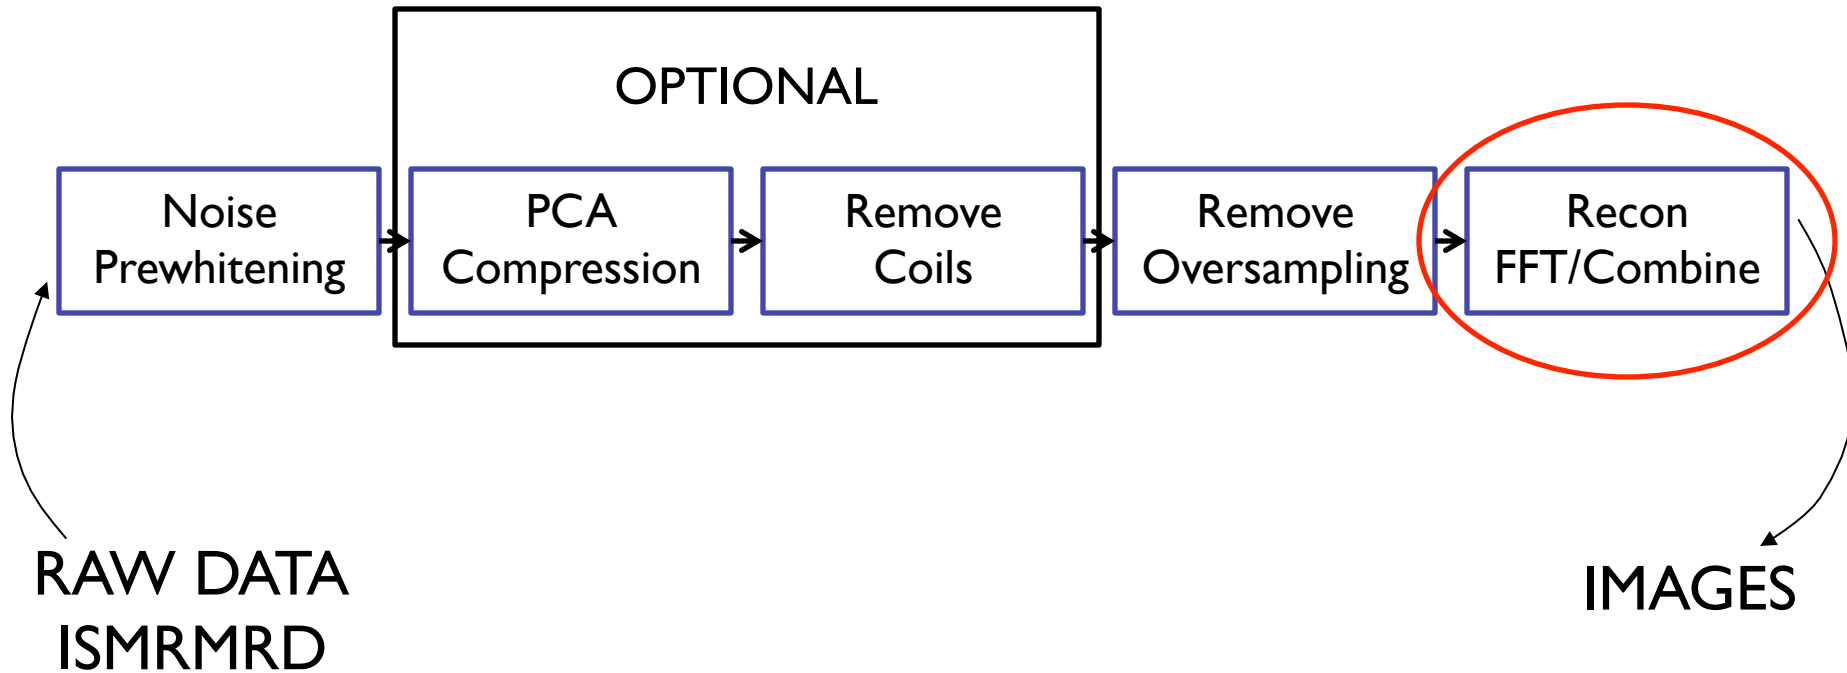 OPTIONAL
Noise
Prewhitening
PCA
Compression
Remove
Coils
Remove
Oversampling
Recon
FFT/Combine
RAW DATA
ISMRMRD
IMAGES